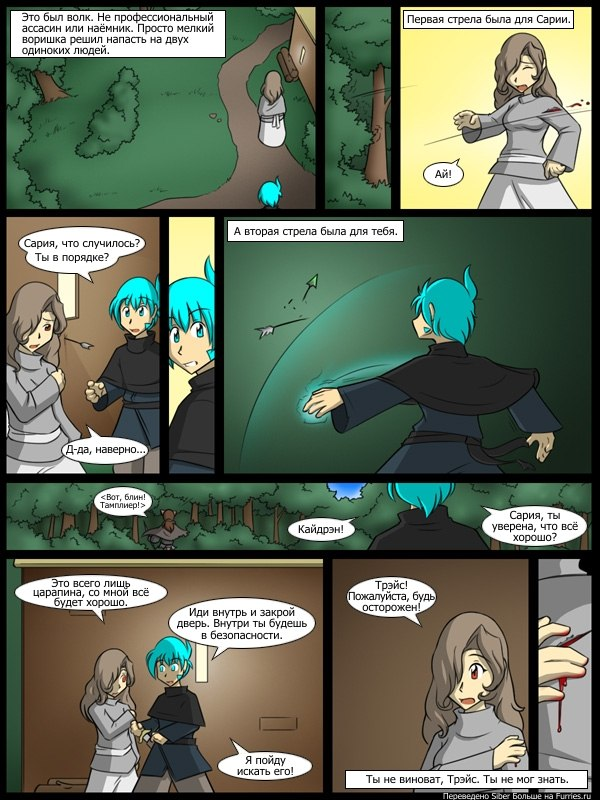 Это был волк. Не профессиональный
ассасин или наёмник. Просто мелкий
воришка решил напасть на двух
одиноких людей.
Первая стрела была для Сарии.
Ай!
Сария, что случилось?
Ты в порядке?
Д-да, наверно...
А вторая стрела была для тебя.
<Вот, блин!
Тамплиер!>
Кайдрэн!
Сария, ты
уверена, что всё
хорошо?
Это всего лишь
царапина, со мной всё
будет хорошо.
Иди внутрь и закрой
дверь. Внутри ты будешь
в безопасности.
Я пойду
искать его!
Трэйс!
Пожалуйста, будь
осторожен!
Ты не виноват, Трэйс. Ты не мог знать.
Переведено Siber Больше на Furries.ru